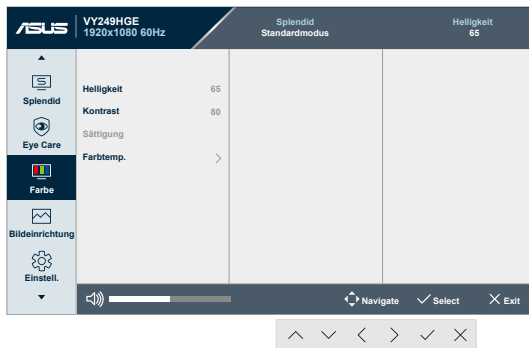 ASUS
VY249HGE
1920x1080 60Hz
Splendid
Standardmodus
Helligkeit
65
Splendid
Eye Care
Farbe
Bildeinrichtung
Einstell.
Helligkeit 65
Kontrast 80
Sättigung
Farbtemp.
Navigate
Select
Exit